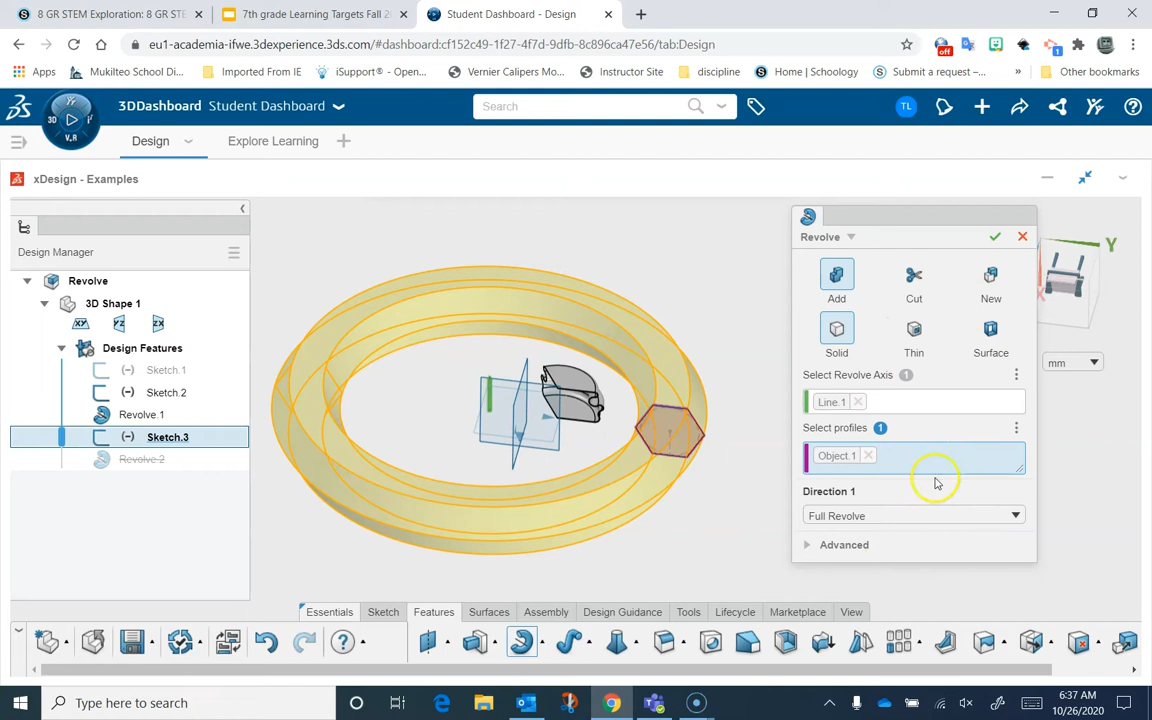 8 GR STEM Exploration: 8 GR STE
7th grade Learning Targets Fall 2
Student Dashboard - Design
eu1-academia-ifwe.3dexperience.3ds.com/#dashboard:cf152c49-1f27-4f7d-9dfb-8c896ca47e56/tab:Design
off
1
Apps
Mukilteo School Di...
Imported From IE
iSupport® - Open...
Vernier Calipers Mo...
Instructor Site
discipline
Home | Schoology
Submit a request –...
»
Other bookmarks
3D
V.R
3DDashboard Student Dashboard
Search
TL
Design
Explore Learning
xDesign - Examples
Design Manager
Revolve
3D Shape 1
XY
YZ
ZX
Design Features
(-) Sketch.1
(-) Sketch.2
Revolve.1
(-) Sketch.3
Revolve.2
Revolve
Add
Cut
New
Solid
Thin
Surface
Select Revolve Axis 1
Line.1
Select profiles 1
Object.1
Direction 1
Full Revolve
Advanced
Y
X
mm
Essentials
Sketch
Features
Surfaces
Assembly
Design Guidance
Tools
Lifecycle
Marketplace
View
Type here to search
6:37 AM
10/26/2020